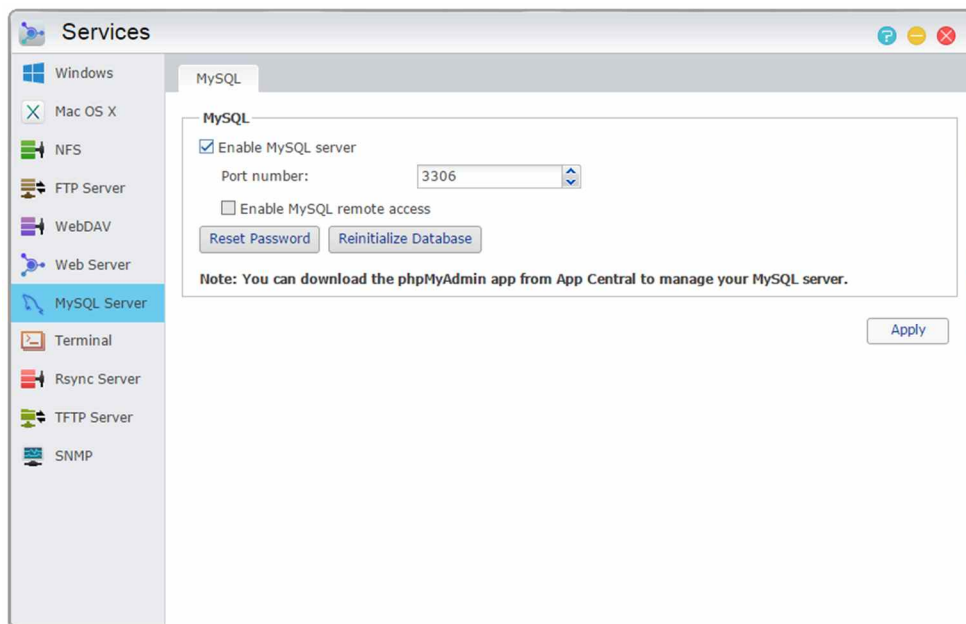 Services
Windows
Mac OS X
NFS
FTP Server
WebDAV
Web Server
MySQL Server
Terminal
Rsync Server
TFTP Server
SNMP
MySQL
MySQL
Enable MySQL server
Port number: 3306
Enable MySQL remote access
Reset Password Reinitialize Database
Note: You can download the phpMyAdmin app from App Central to manage your MySQL server.
Apply